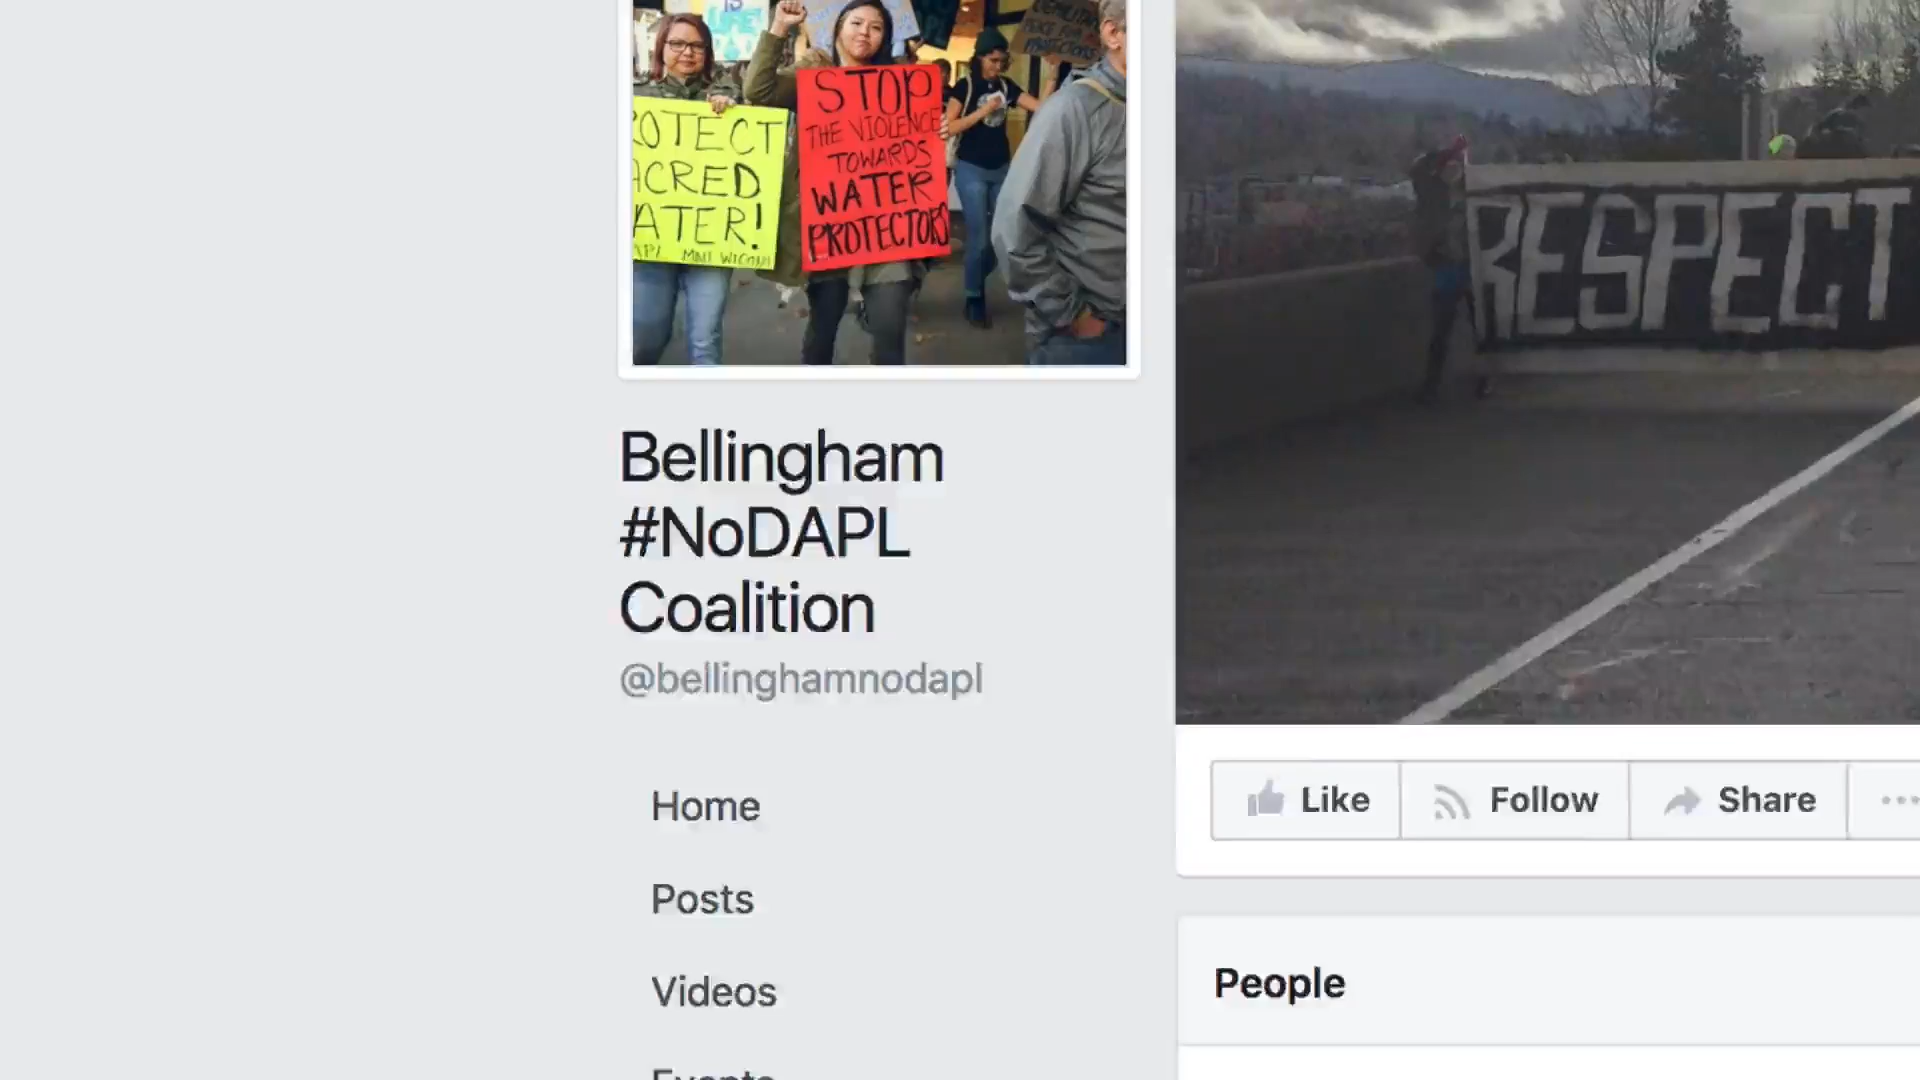 STOP
THE VIOLENCE
TOWARDS
WATER
PROTECTORS
OTECT
ACRED
ATER!
RESPECT
Bellingham
#NoDAPL
Coalition
@bellinghamnodapl
Home
Posts
Videos
Events
Like
Follow
Share
People